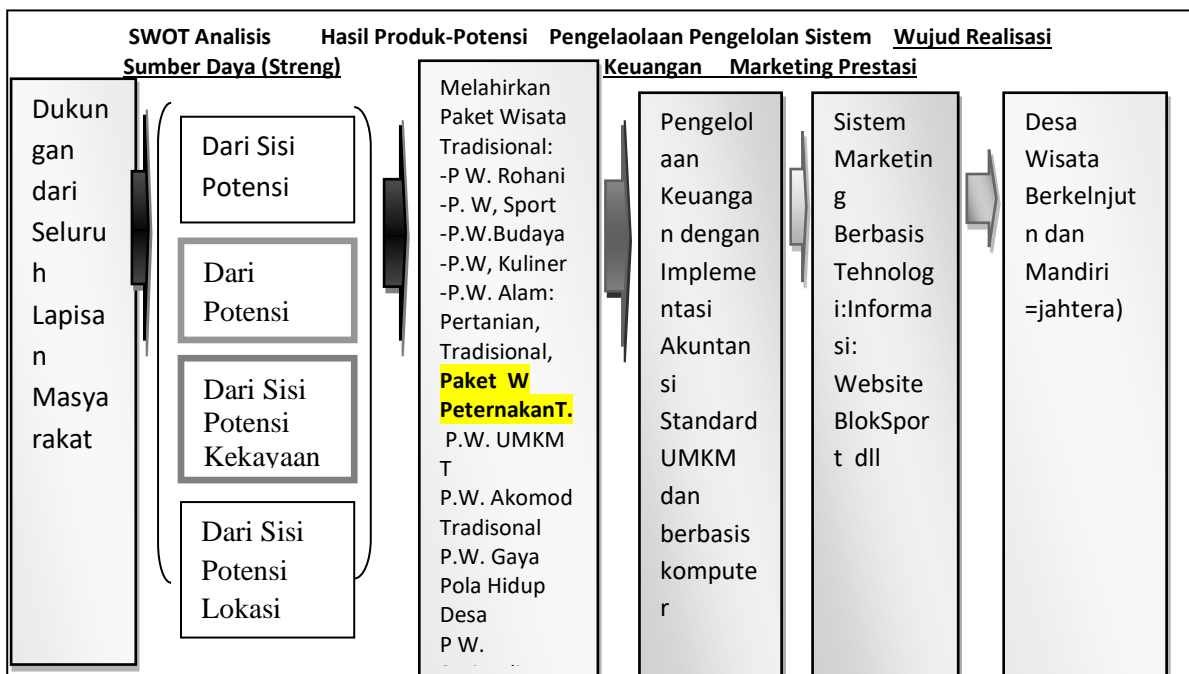 SWOT Analisis Hasil Produk-Potensi Pengelaolaan Pengelolan Sistem Wujud Realisasi
Sumber Daya (Streng) Keuangan Marketing Prestasi
Dukun
gan
dari
Seluru
h
Lapisa
n
Masya
rakat
Dari Sisi
Potensi
Dari
Potensi
Dari Sisi
Potensi
Kekayaan
Dari Sisi
Potensi
Lokasi
Melahirkan
Paket Wisata
Tradisional:
-P W. Rohani
-P. W, Sport
-P.W.Budaya
-P.W, Kuliner
-P.W. Alam:
Pertanian,
Tradisional,
Paket W
PeternakanT.
P.W. UMKM
T
P.W. Akomod
Tradisonal
P.W. Gaya
Pola Hidup
Desa
P W.
Pengelol
aan
Keuanga
n dengan
Impleme
ntasi
Akuntan
si
Standard
UMKM
dan
berbasis
kompute
r
Sistem
Marketin
g
Berbasis
Tehnolog
i:Informa
si:
Website
BlokSpor
t dll
Desa
Wisata
BerkelnJut
n dan
Mandiri
=jahtera)